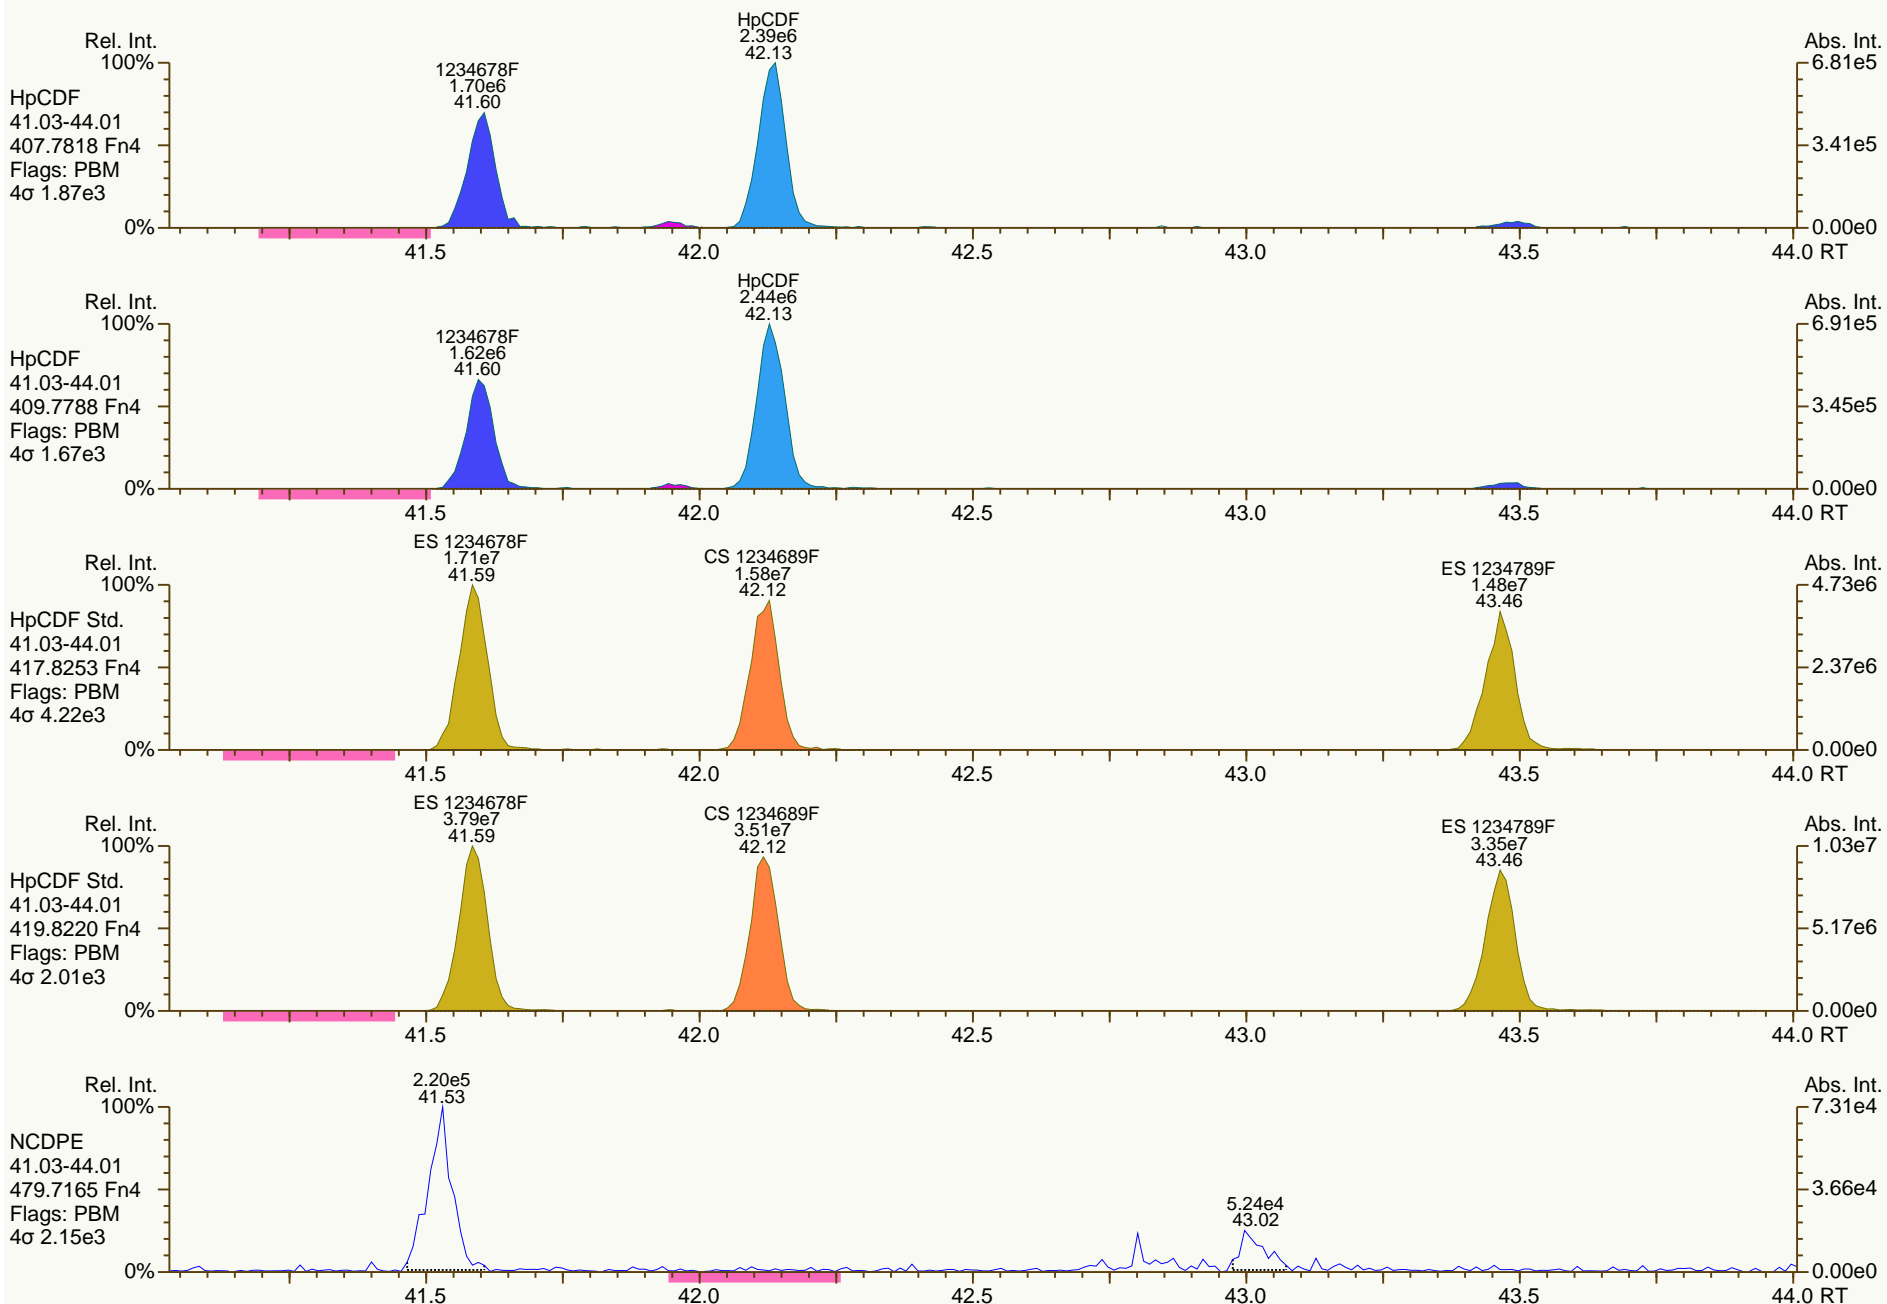 HpCDF
2.39e6
42.13
Rel. Int.
Abs. Int.
100%
1234678F
1.70e6
41.60
6.81e5
HpCDF
41.03-44.01
407.7818 Fn4
Flags: PBM
4σ 1.87e3
3.41e5
0%
0.00e0
41.5 42.0 42.5 43.0 43.5 44.0 RT
HpCDF
2.44e6
42.13
Rel. Int.
Abs. Int.
100%
1234678F
1.62e6
41.60
6.91e5
HpCDF
41.03-44.01
409.7788 Fn4
Flags: PBM
4σ 1.67e3
3.45e5
0%
0.00e0
41.5 42.0 42.5 43.0 43.5 44.0 RT
ES 1234678F
1.71e7
41.59
CS 1234689F
1.58e7
42.12
ES 1234789F
1.48e7
43.46
Rel. Int.
Abs. Int.
100%
4.73e6
HpCDF Std.
41.03-44.01
417.8253 Fn4
Flags: PBM
4σ 4.22e3
2.37e6
0%
0.00e0
41.5 42.0 42.5 43.0 43.5 44.0 RT
ES 1234678F
3.79e7
41.59
CS 1234689F
3.51e7
42.12
ES 1234789F
3.35e7
43.46
Rel. Int.
Abs. Int.
100%
1.03e7
HpCDF Std.
41.03-44.01
419.8220 Fn4
Flags: PBM
4σ 2.01e3
5.17e6
0%
0.00e0
41.5 42.0 42.5 43.0 43.5 44.0 RT
2.20e5
41.53
Rel. Int.
Abs. Int.
100%
7.31e4
NCDPE
41.03-44.01
479.7165 Fn4
Flags: PBM
4σ 2.15e3
3.66e4
5.24e4
43.02
0%
0.00e0
41.5 42.0 42.5 43.0 43.5 44.0 RT